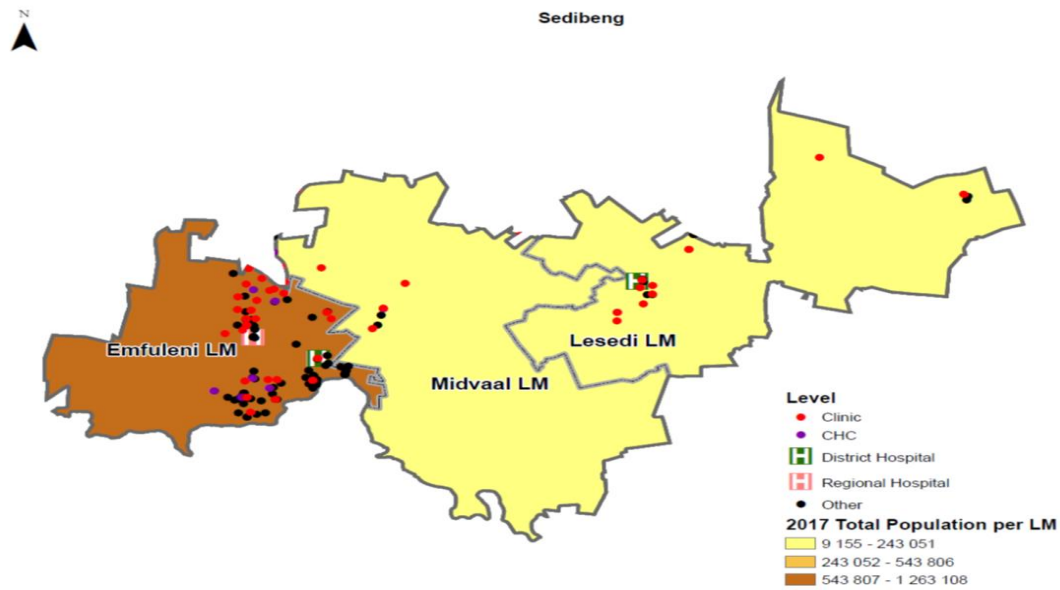 N
Sedibeng
Emfuleni LM
Midvaal LM
Lesedi LM
H
H
H
Level
Clinic
CHC
H District Hospital
H Regional Hospital
Other
2017 Total Population per LM
9 155 - 243 051
243 052 - 543 806
543 807 - 1 263 108